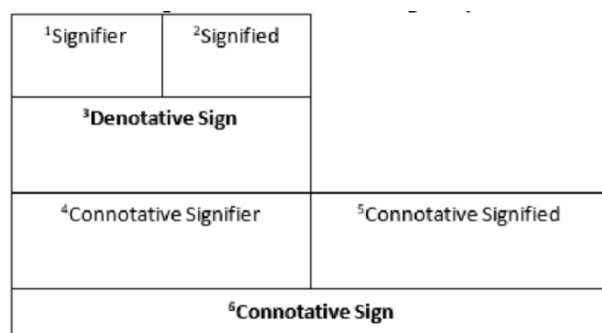 ¹Signifier ²Signified
³Denotative Sign
⁴Connotative Signifier ⁵Connotative Signified
⁶Connotative Sign